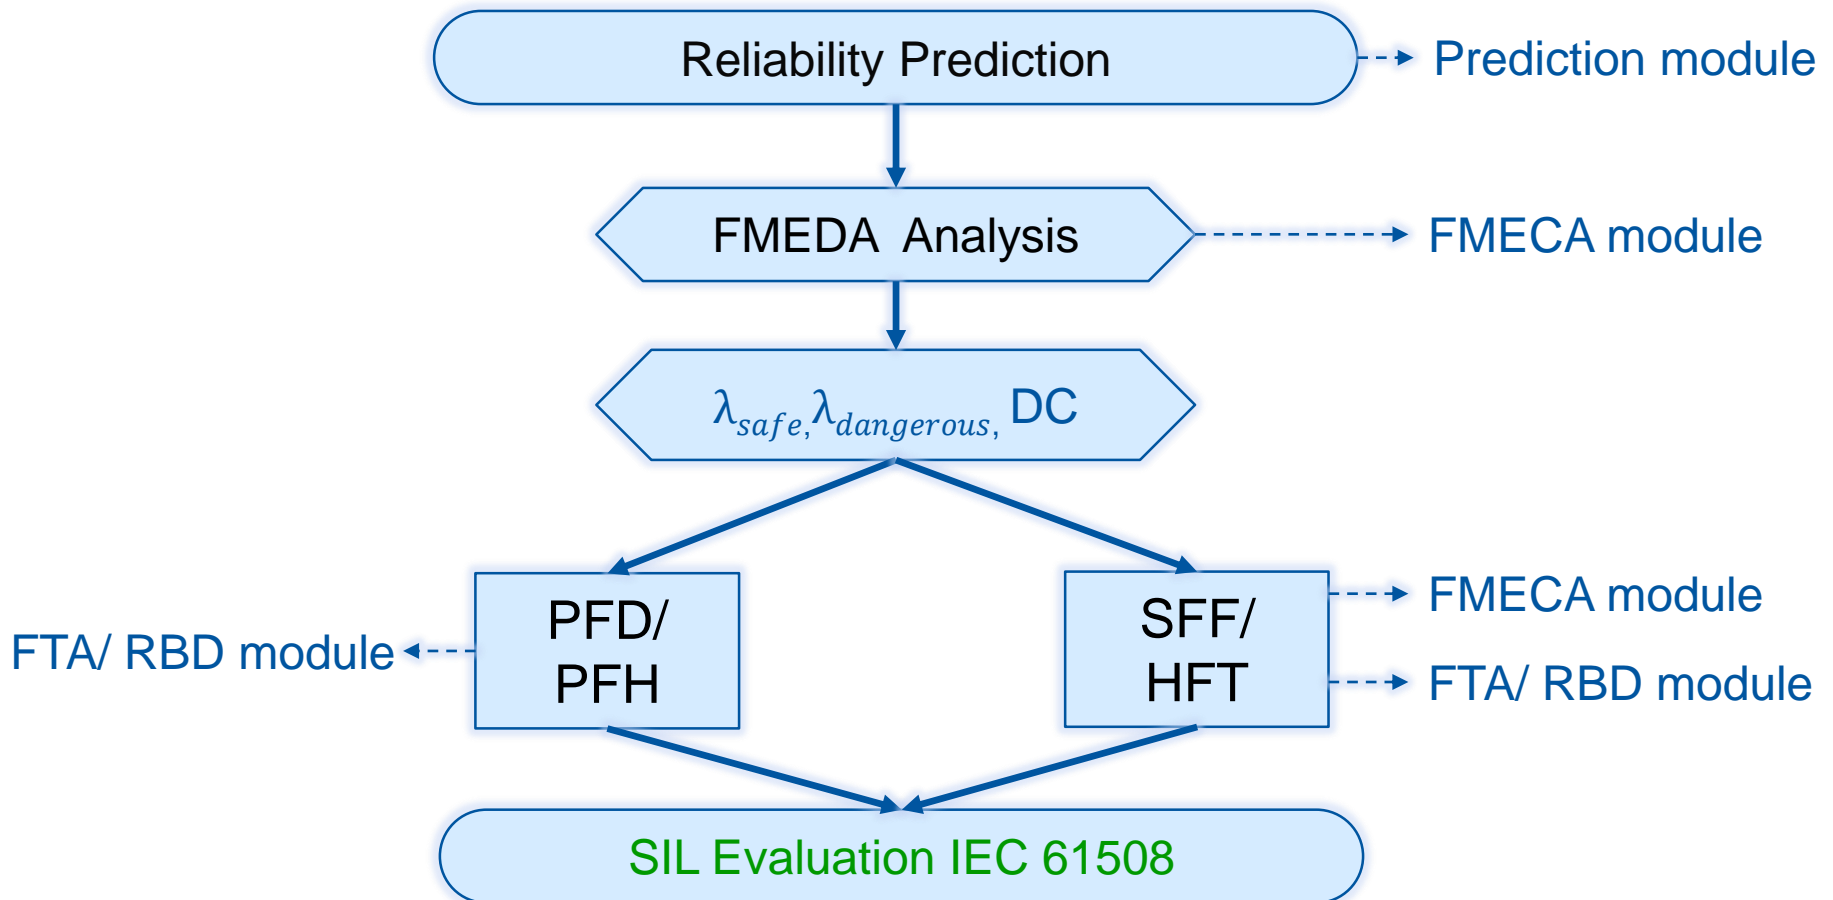 Reliability Prediction
Prediction module
FMEDA  Analysis
FMECA module
λsafe,λdangerous, DC
FTA/ RBD module
PFD/
PFH
SFF/
HFT
FMECA module
FTA/ RBD module
SIL Evaluation IEC 61508